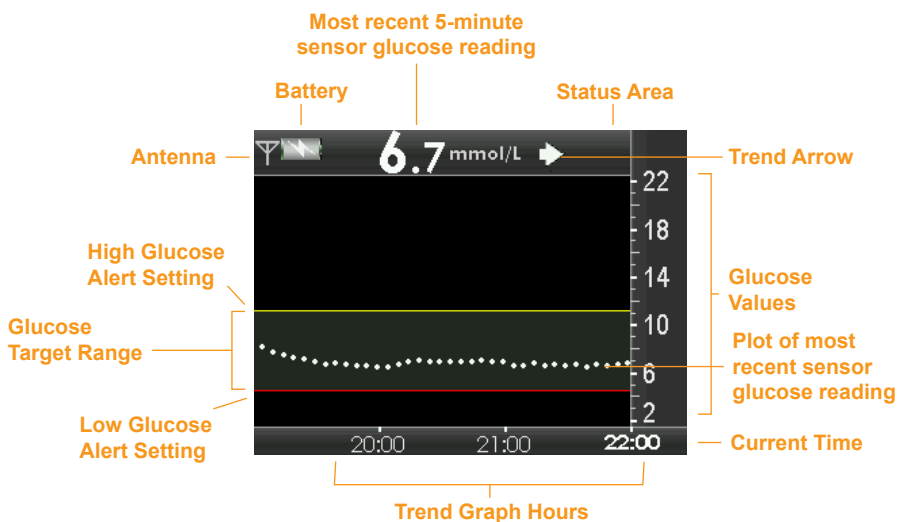 Most recent 5-minute
sensor glucose reading
Battery
Status Area
Antenna
6.7 mmol/L
Trend Arrow
22
18
14
10
6
2
High Glucose
Alert Setting
Glucose
Target Range
Low Glucose
Alert Setting
Glucose
Values
Plot of most
recent sensor
glucose reading
20:00
21:00
22:00
Current Time
Trend Graph Hours